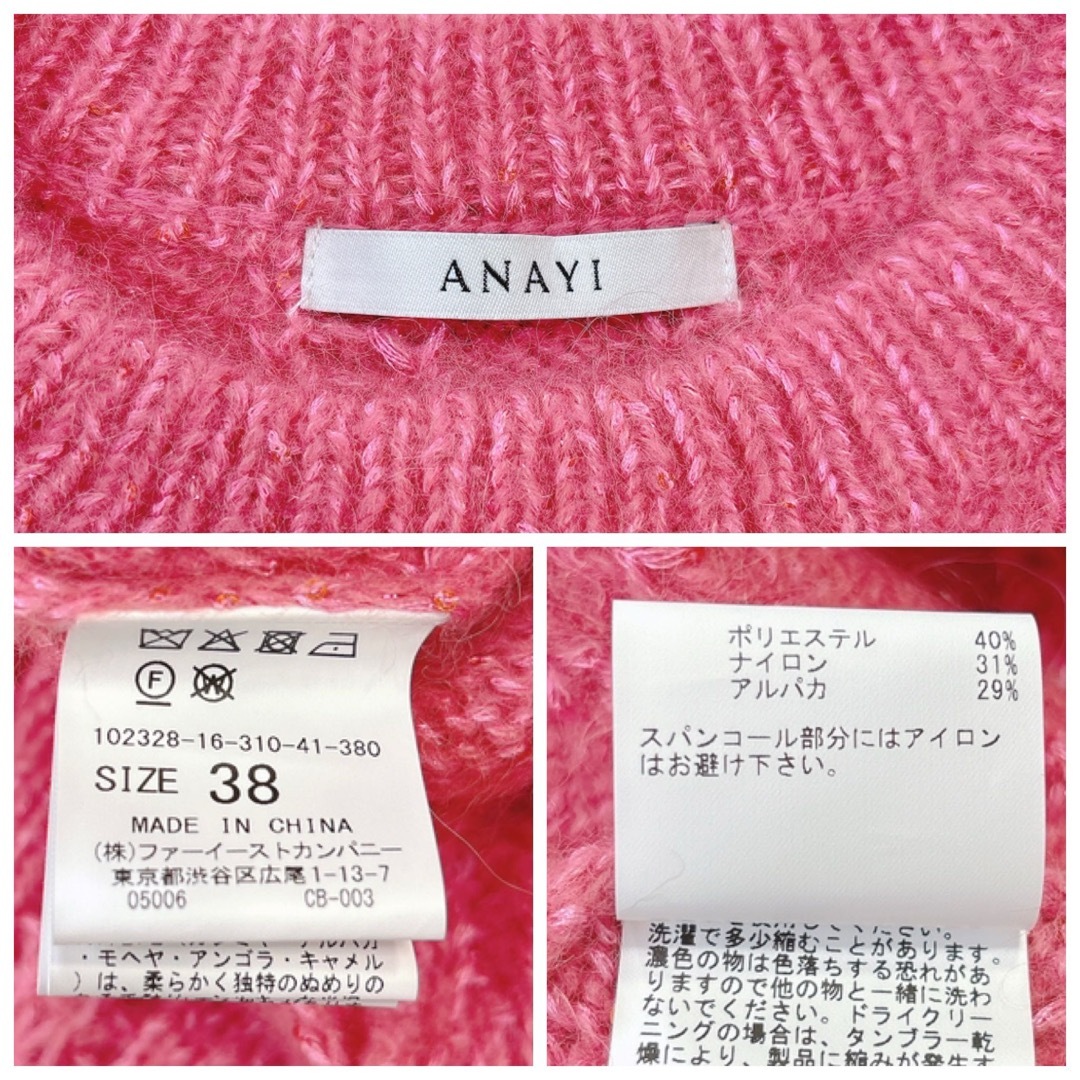 ANAYI
F
W
102328-16-310-41-380
SIZE 38
MADE IN CHINA
(株)ファーイーストカンパニー
東京都渋谷区広尾1-13-7
05006 CB-003
・モヘヤ・アンゴラ・キャメル
)は、柔らかく独特のぬめりの
ポリエステル 40%
ナイロン 31%
アルパカ 29%
スパンコール部分にはアイロン
はお避け下さい。
洗濯で多少縮むことがあります。
濃色の物は色落ちする恐れがあ
りますので他の物と一緒に洗わ
ないでください。ドライクリー
ニングの場合は、タンブラー乾
燥により、製品に縮みが発生す